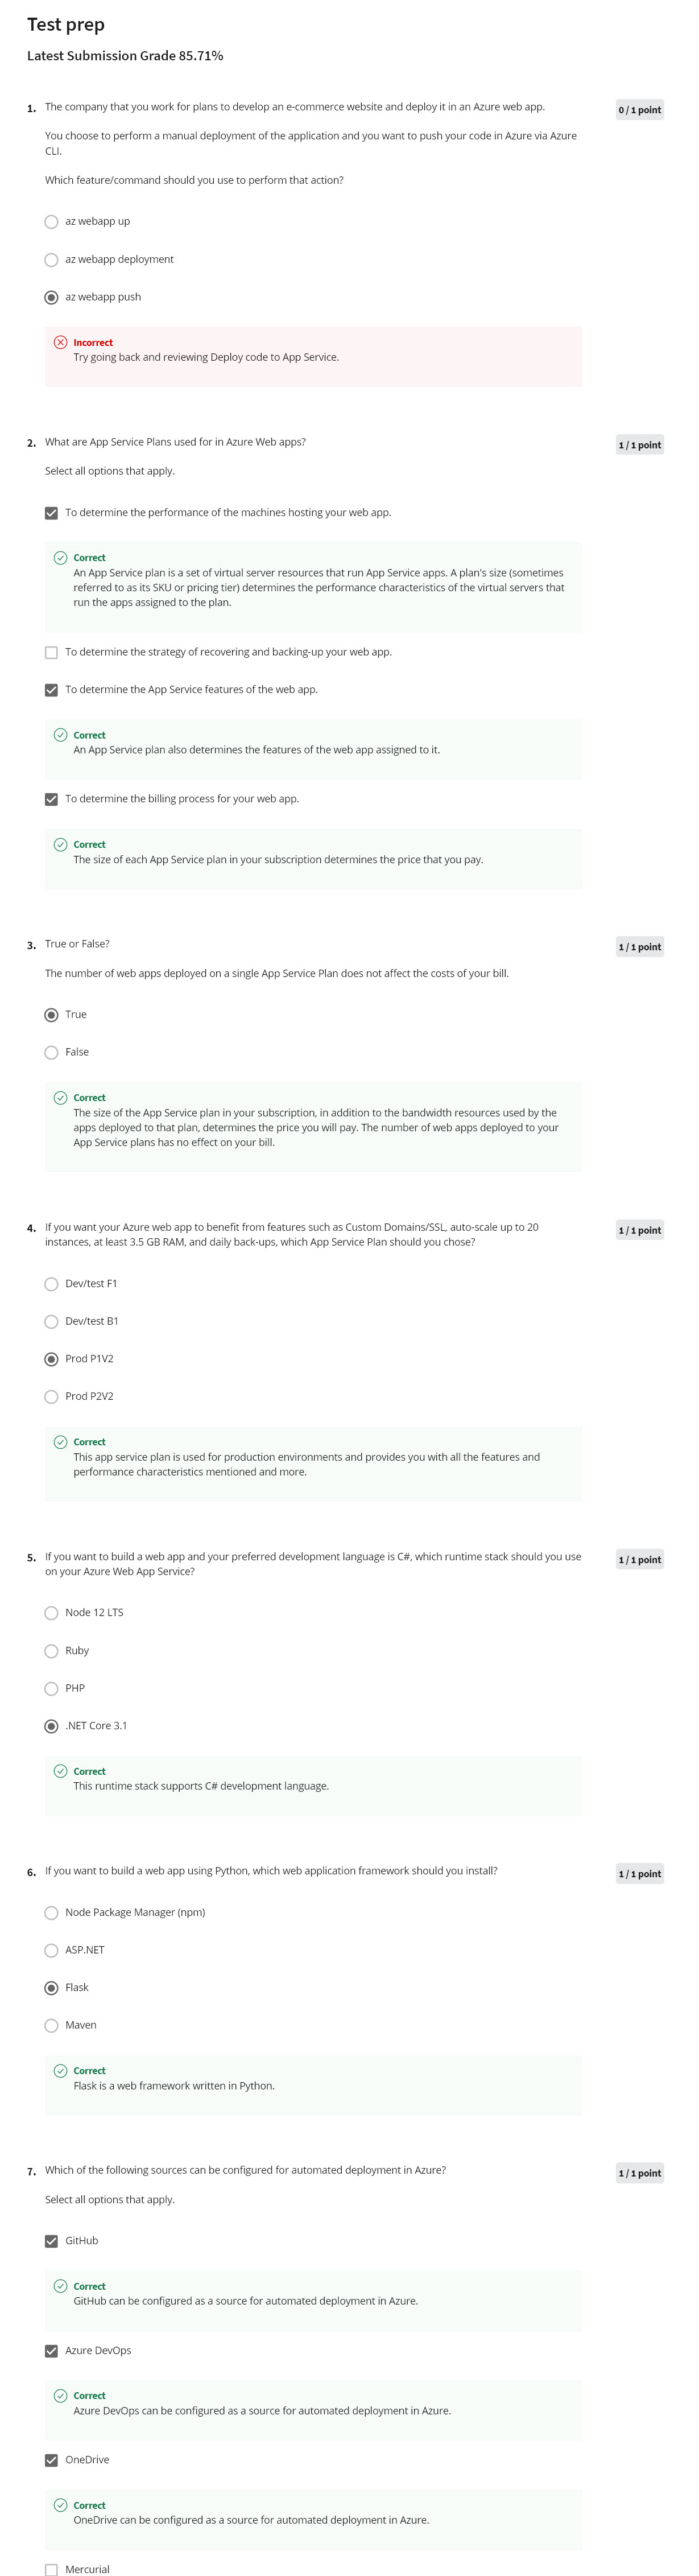 Test prep
Latest Submission Grade 85.71%
1. The company that you work for plans to develop an e-commerce website and deploy it in an Azure web app.
0 / 1 point
You choose to perform a manual deployment of the application and you want to push your code in Azure via Azure
CLI.
Which feature/command should you use to perform that action?
az webapp up
az webapp deployment
az webapp push
Incorrect
Try going back and reviewing Deploy code to App Service.
2. What are App Service Plans used for in Azure Web apps?
1 / 1 point
Select all options that apply.
To determine the performance of the machines hosting your web app.
Correct
An App Service plan is a set of virtual server resources that run App Service apps. A plan's size (sometimes
referred to as its SKU or pricing tier) determines the performance characteristics of the virtual servers that
run the apps assigned to the plan.
To determine the strategy of recovering and backing-up your web app.
To determine the App Service features of the web app.
Correct
An App Service plan also determines the features of the web app assigned to it.
To determine the billing process for your web app.
Correct
The size of each App Service plan in your subscription determines the price that you pay.
3. True or False?
1 / 1 point
The number of web apps deployed on a single App Service Plan does not affect the costs of your bill.
True
False
Correct
The size of the App Service plan in your subscription, in addition to the bandwidth resources used by the
apps deployed to that plan, determines the price you will pay. The number of web apps deployed to your
App Service plans has no effect on your bill.
4. If you want your Azure web app to benefit from features such as Custom Domains/SSL, auto-scale up to 20
instances, at least 3.5 GB RAM, and daily back-ups, which App Service Plan should you chose?
1 / 1 point
Dev/test F1
Dev/test B1
Prod P1V2
Prod P2V2
Correct
This app service plan is used for production environments and provides you with all the features and
performance characteristics mentioned and more.
5. If you want to build a web app and your preferred development language is C#, which runtime stack should you use
on your Azure Web App Service?
1 / 1 point
Node 12 LTS
Ruby
PHP
.NET Core 3.1
Correct
This runtime stack supports C# development language.
6. If you want to build a web app using Python, which web application framework should you install?
1 / 1 point
Node Package Manager (npm)
ASP.NET
Flask
Maven
Correct
Flask is a web framework written in Python.
7. Which of the following sources can be configured for automated deployment in Azure?
1 / 1 point
Select all options that apply.
GitHub
Correct
GitHub can be configured as a source for automated deployment in Azure.
Azure DevOps
Correct
Azure DevOps can be configured as a source for automated deployment in Azure.
OneDrive
Correct
OneDrive can be configured as a source for automated deployment in Azure.
Mercurial